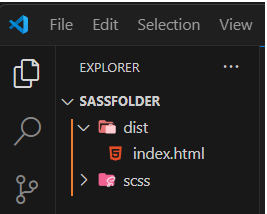 File Edit Selection View
EXPLORER ...
SASSFOLDER
dist
index.html
scss